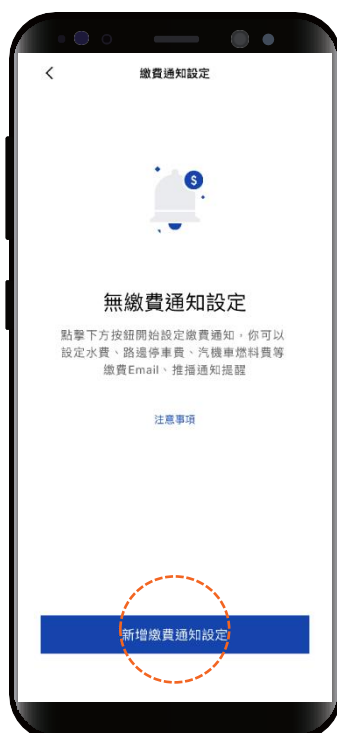 繳費通知設定
$
無繳費通知設定
點擊下方按鈕開始設定繳費通知，你可以
設定水費、路邊停車費、汽機車燃料費等
繳費Email、推播通知提醒
注意事項
新增繳費通知設定